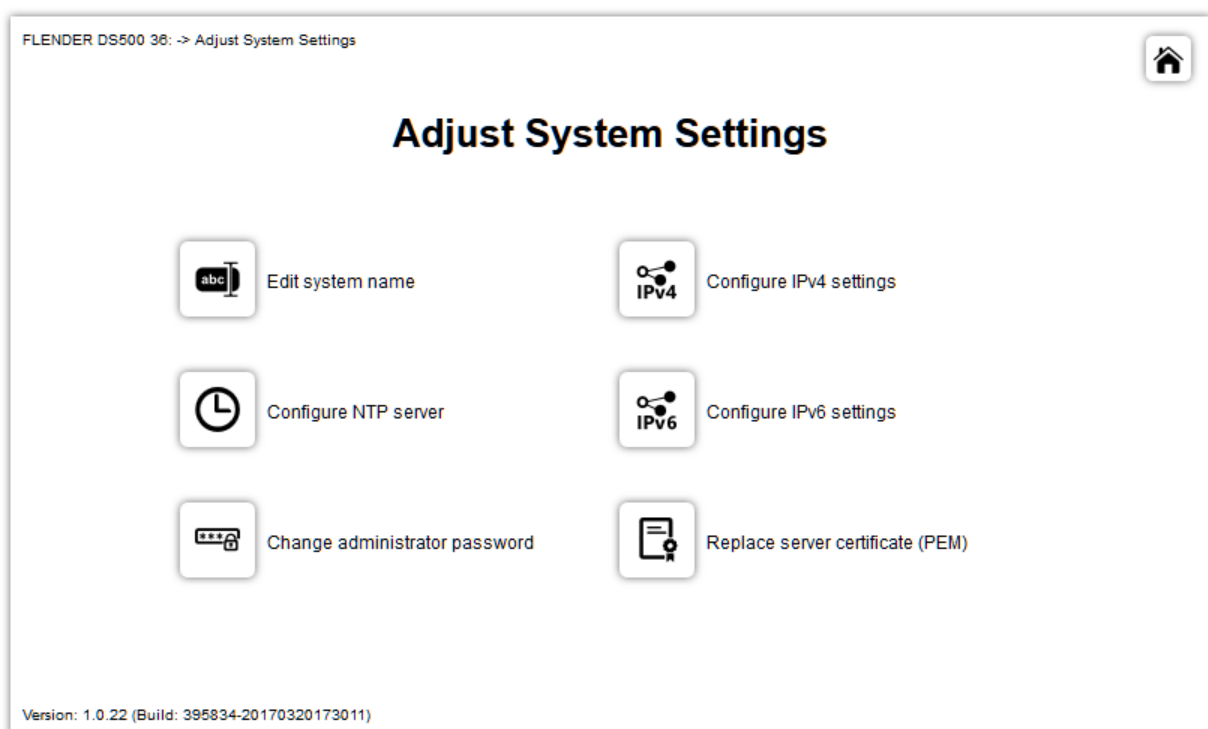 FLENDER DS500 36: -> Adjust System Settings
Adjust System Settings
abc
Edit system name
IPv4
Configure IPv4 settings
Configure NTP server
IPv6
Configure IPv6 settings
***
Change administrator password
Replace server certificate (PEM)
Version: 1.0.22 (Build: 395834-20170320173011)